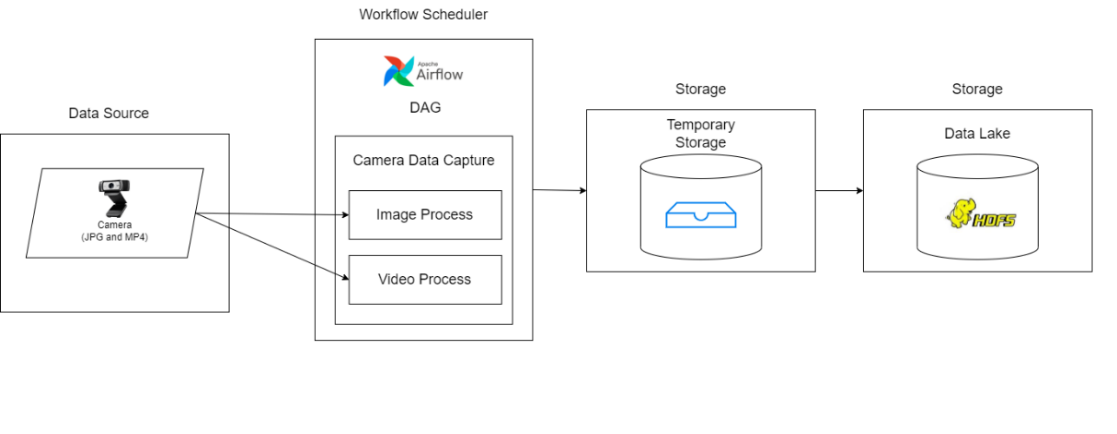 Workflow Scheduler
Data Source
Camera
(JPG and MP4)
Apache
Airflow
DAG
Camera Data Capture
Image Process
Video Process
Storage
Temporary
Storage
Storage
Data Lake
HDFS